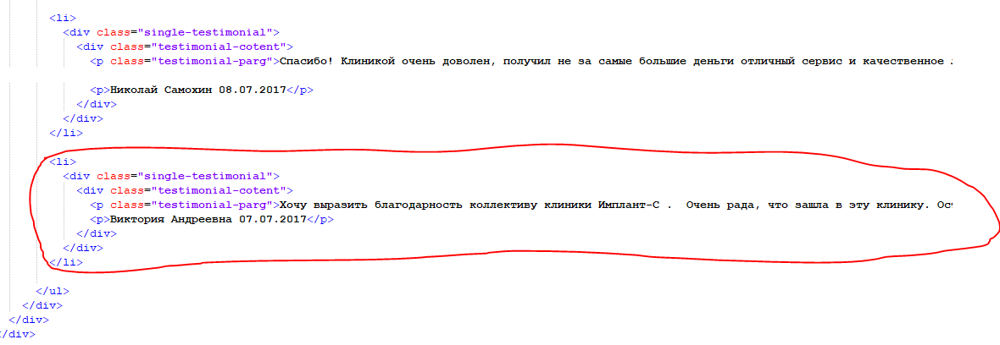 <li>
<div class="single-testimonial">
<div class="testimonial-cotent">
<p class="testimonial-parg">Спасибо! Клиникой очень доволен, получил не за самые большие деньги отличный сервис и качественное
<p>Николай Самохин 08.07.2017</p>
</div>
</div>
</li>
<li>
<div class="single-testimonial">
<div class="testimonial-cotent">
<p class="testimonial-parg">Хочу выразить благодарность коллективу клиники Имплант-С .  Очень рада, что зашла в эту клинику.
<p>Виктория Андреевна 07.07.2017</p>
</div>
</div>
</li>
</ul>
</div>
</div>
</div>